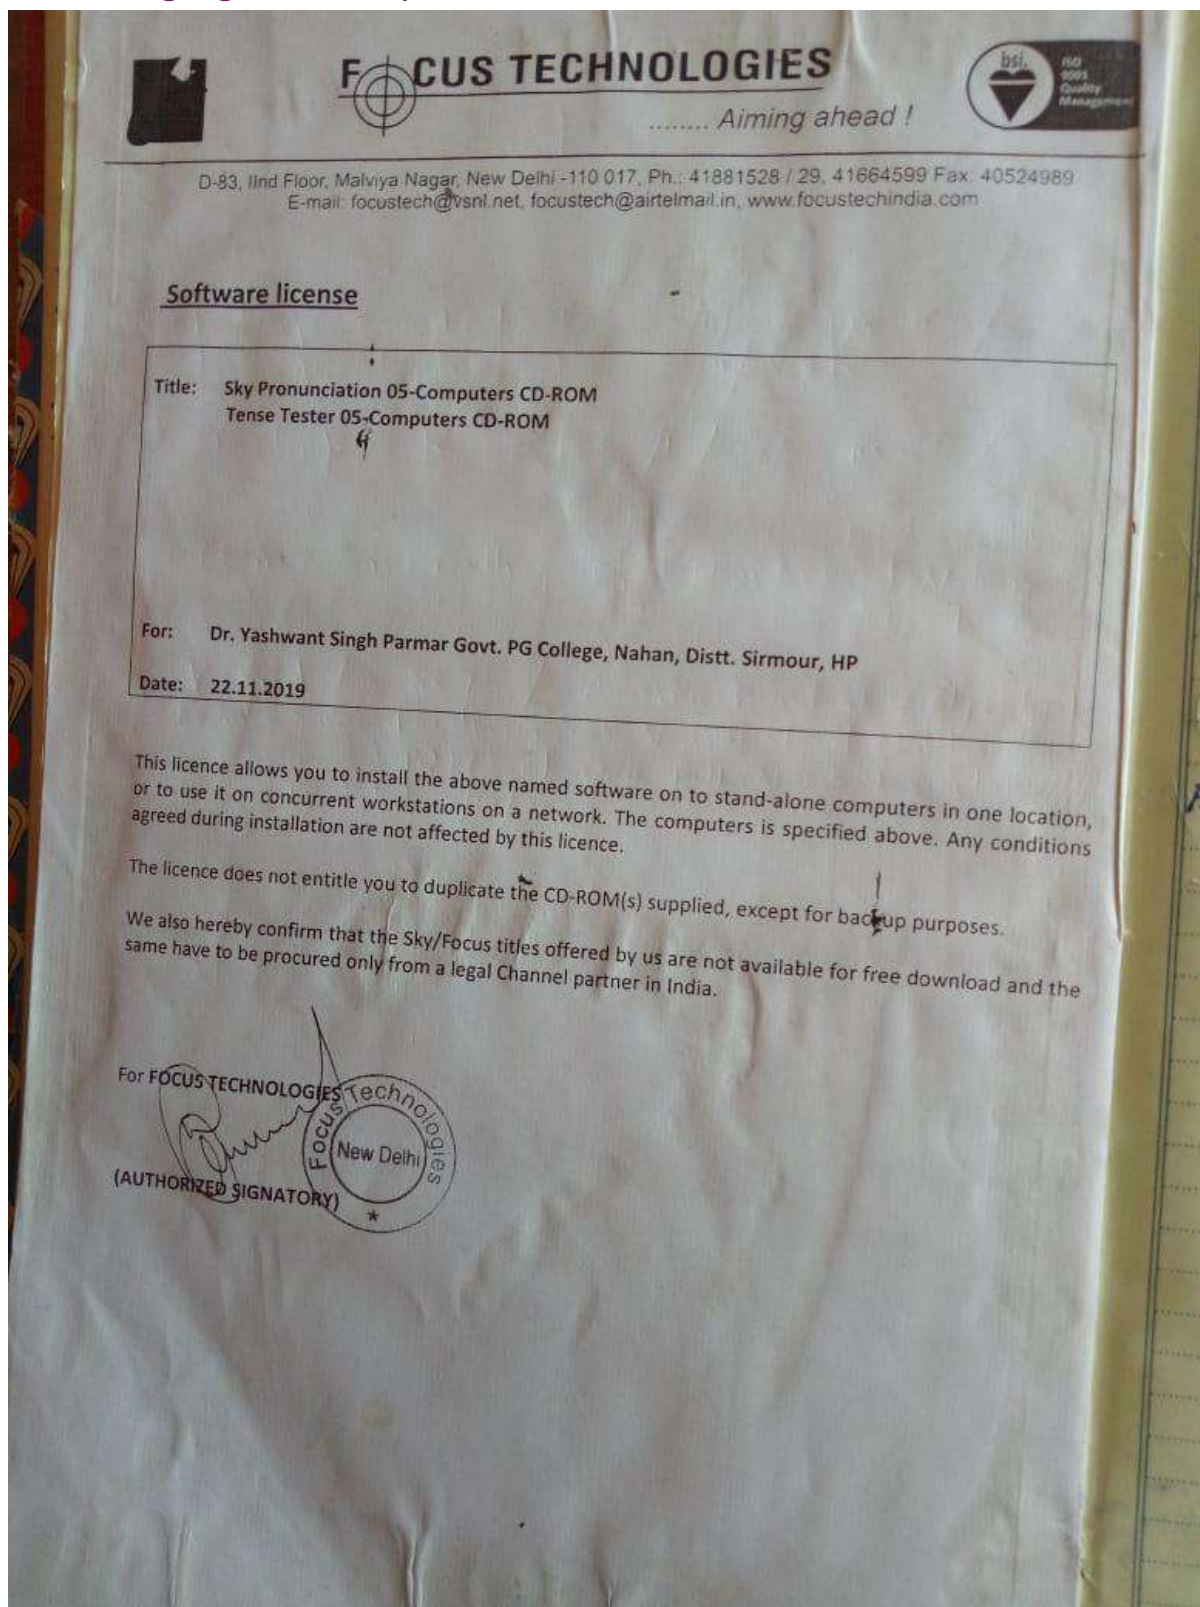 FOCUS TECHNOLOGIES
........ Aiming ahead !
bsi.
ISO
9001
Quality
Management
D-83, IInd Floor, Malviya Nagar, New Delhi -110 017, Ph.: 41881528 / 29, 41664599 Fax: 40524989
E-mail: focustech@vsnl.net, focustech@airtelmail.in, www.focustechindia.com
Software license
Title: Sky Pronunciation 05-Computers CD-ROM
Tense Tester 05-Computers CD-ROM
For: Dr. Yashwant Singh Parmar Govt. PG College, Nahan, Distt. Sirmour, HP
Date: 22.11.2019
This licence allows you to install the above named software on to stand-alone computers in one location,
or to use it on concurrent workstations on a network. The computers is specified above. Any conditions
agreed during installation are not affected by this licence.
The licence does not entitle you to duplicate the CD-ROM(s) supplied, except for backup purposes.
We also hereby confirm that the Sky/Focus titles offered by us are not available for free download and the
same have to be procured only from a legal Channel partner in India.
For FOCUS TECHNOLOGIES
Focus Technologies
New Delhi
(AUTHORIZED SIGNATORY)